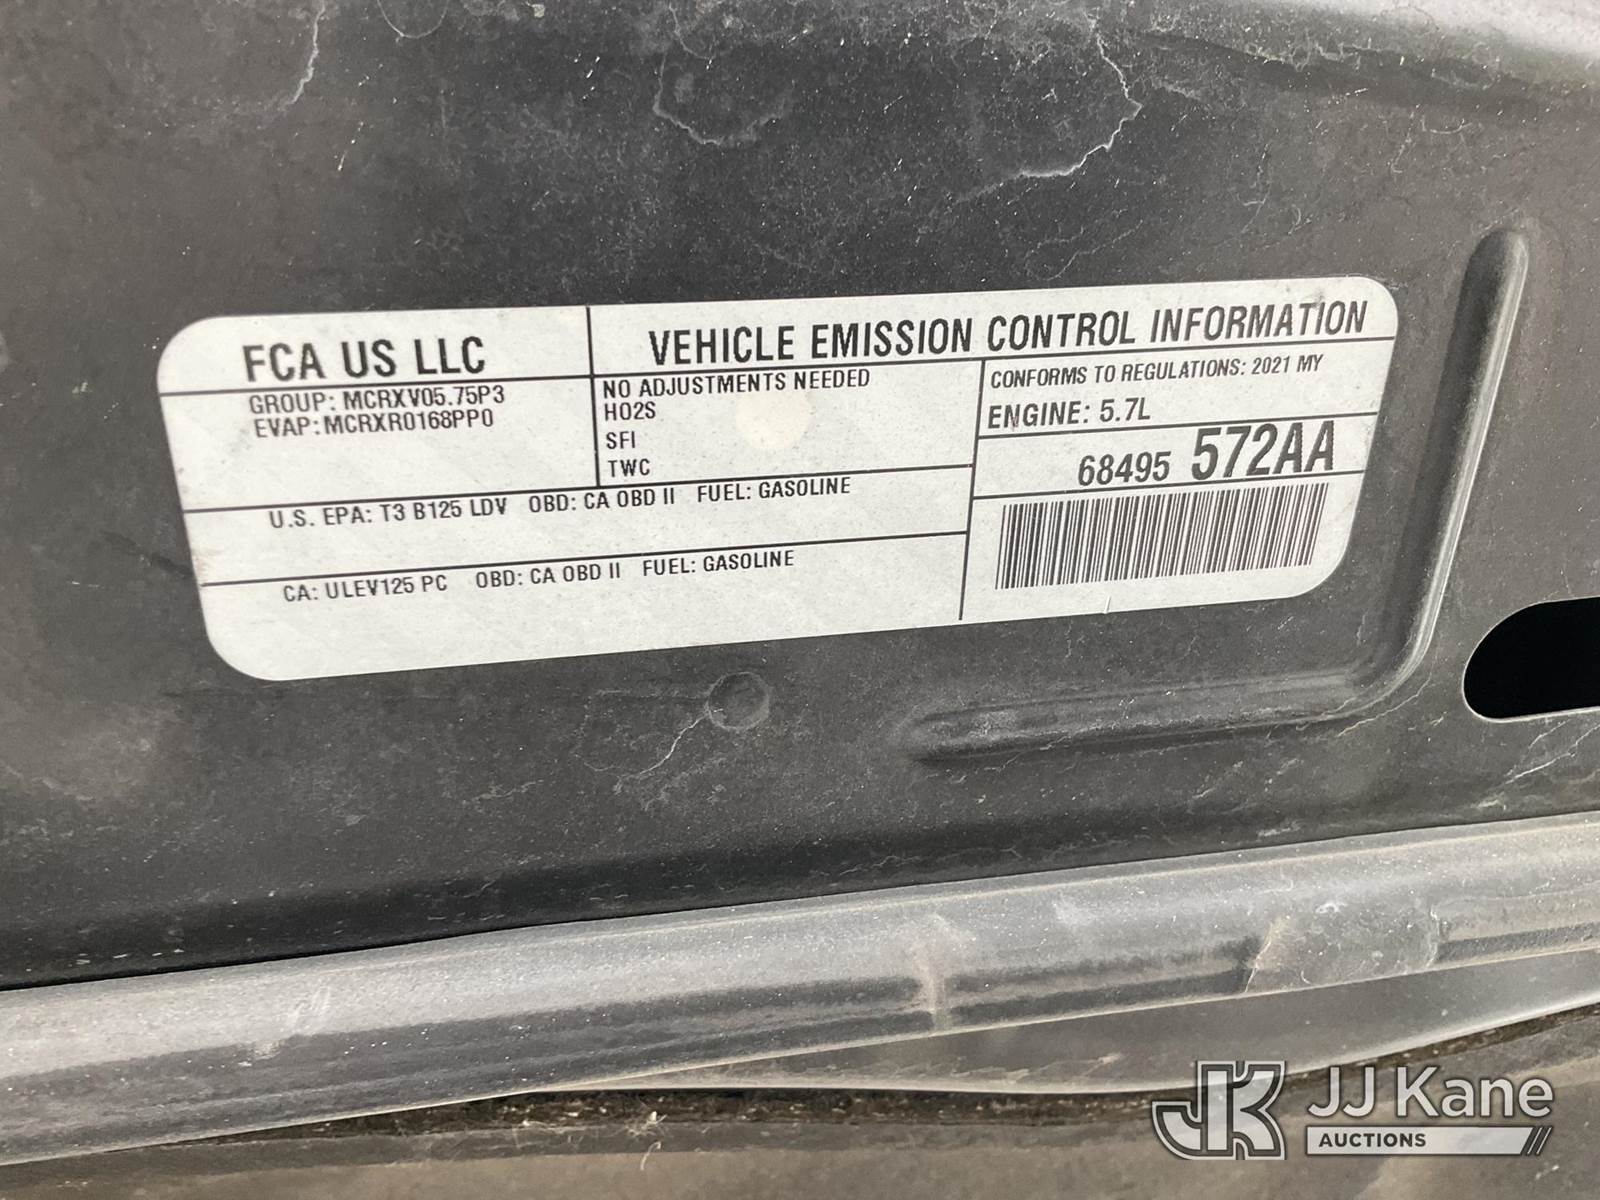 FCA US LLC
VEHICLE EMISSION CONTROL INFORMATION
GROUP: MCRXV05.75P3
EVAP:MCRXR0168PP0
NO ADJUSTMENTS NEEDED
HO2S
SFI
TWC
CONFORMS TO REGULATIONS: 2021 MY
ENGINE: 5.7L
68495 572AA
U.S. EPA: T3 B125 LDV OBD: CA OBD II FUEL: GASOLINE
CA: ULEV125 PC OBD: CA OBD II FUEL: GASOLINE
JK JJ Kane
AUCTIONS